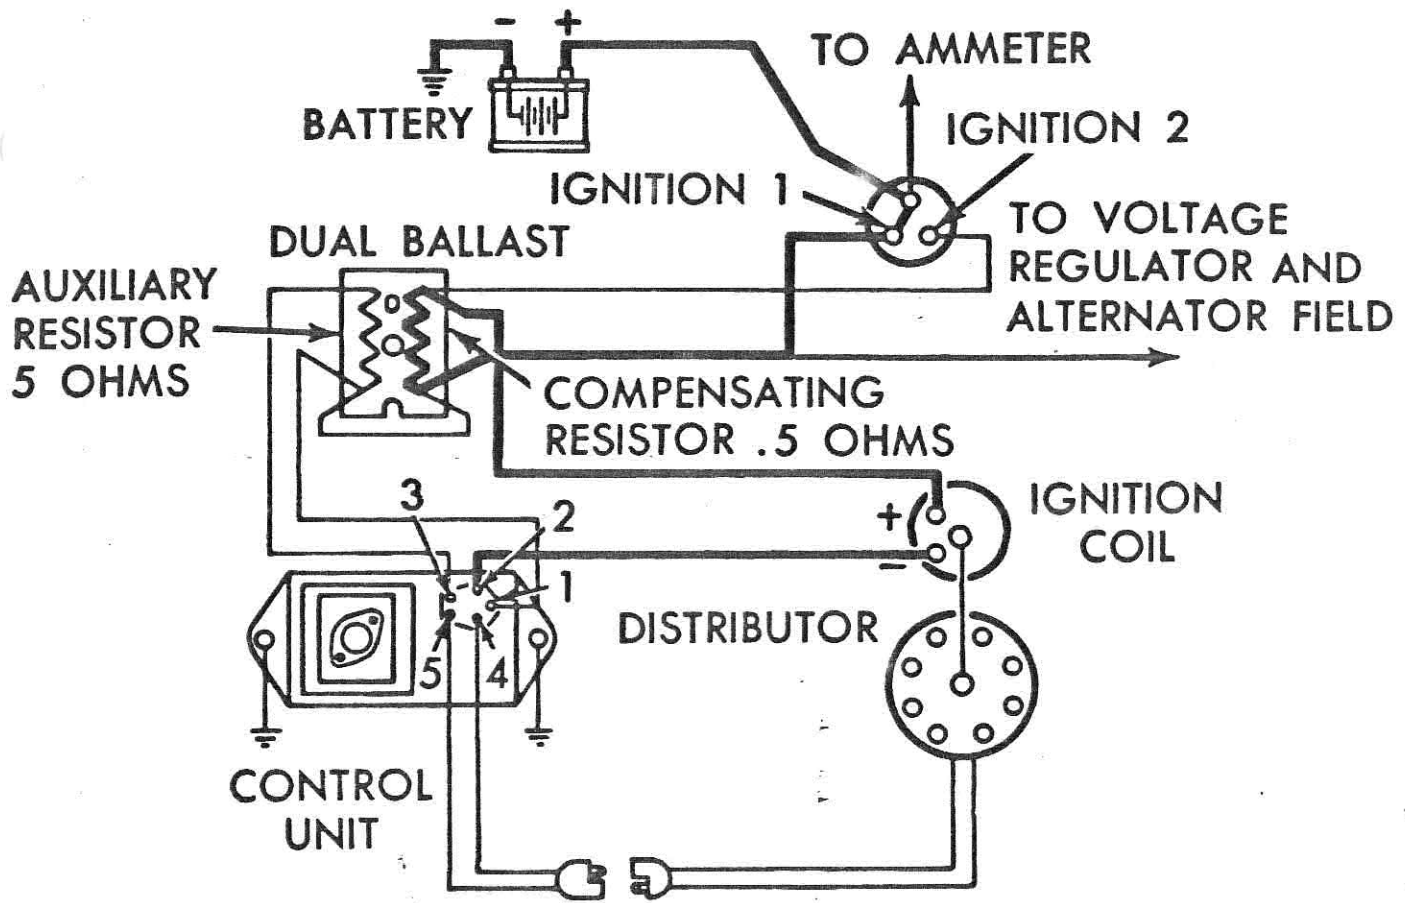 - +
TO AMMETER
BATTERY
IGNITION 2
IGNITION 1
DUAL BALLAST
TO VOLTAGE
REGULATOR AND
ALTERNATOR FIELD
AUXILIARY
RESISTOR
5 OHMS
COMPENSATING
RESISTOR .5 OHMS
3
2
1
5
4
+
-
IGNITION
COIL
DISTRIBUTOR
CONTROL
UNIT